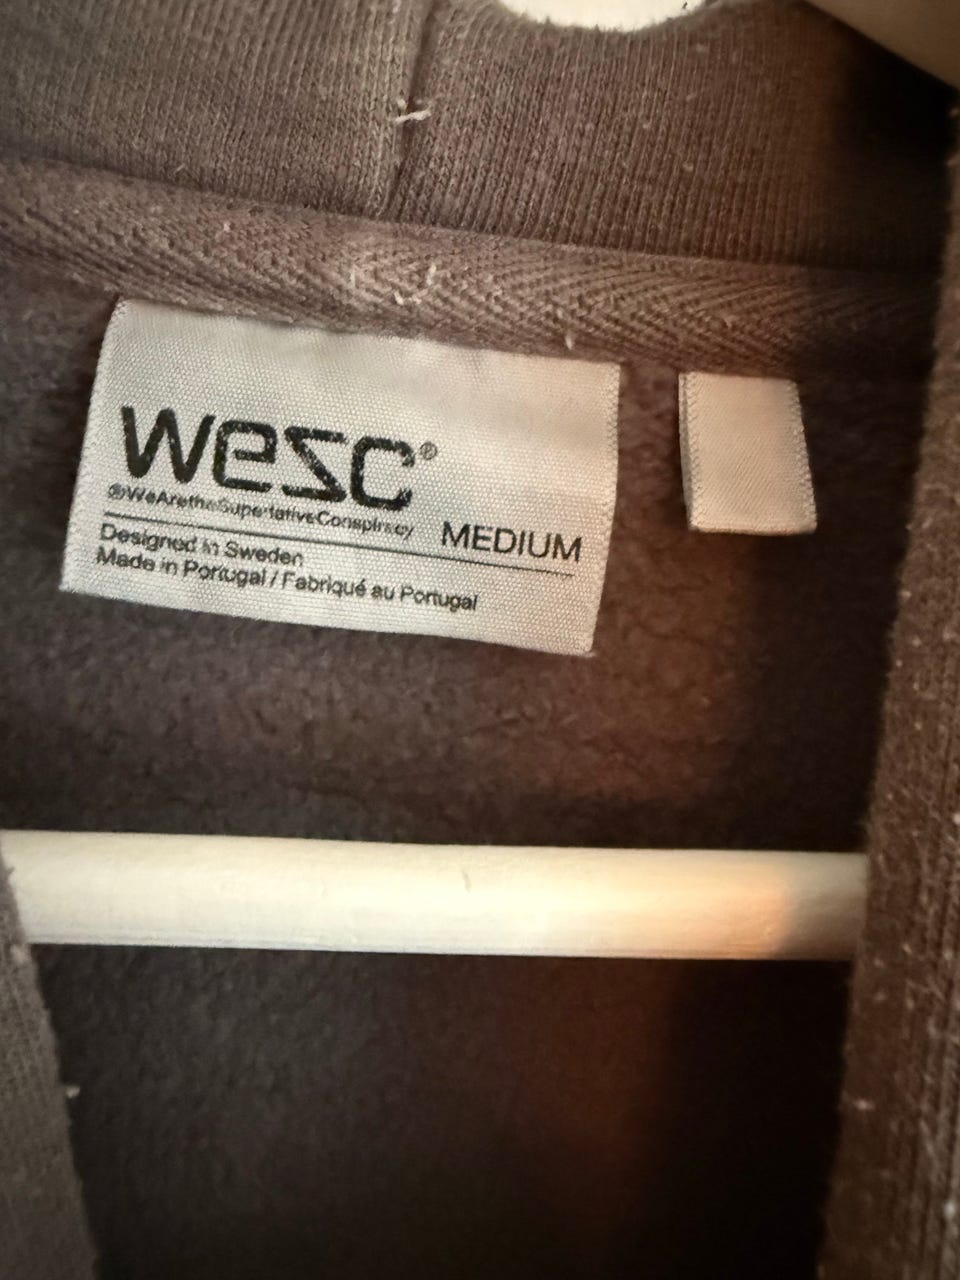 wesc®
®WeAretheSuperlativeConspiracy
MEDIUM
Designed in Sweden
Made in Portugal / Fabriqué au Portugal